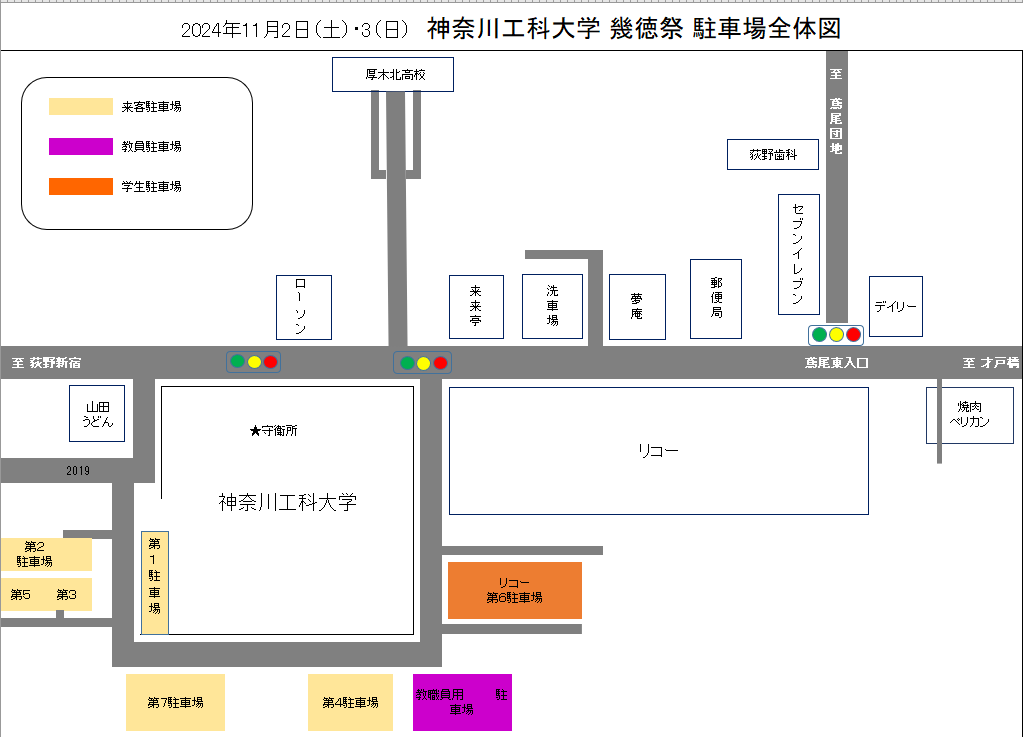 2024年11月2日（土）・3（日） 神奈川工科大学 幾徳祭 駐車場全体図
来客駐車場
教員駐車場
学生駐車場
厚木北高校
至 鳶尾団地
荻野歯科
セブンイレブン
ローソン
来来亭
洗車場
夢庵
郵便局
デイリー
至 荻野新宿
鳶尾東入口
至 才戸橋
山田
うどん
★守衛所
リコー
焼肉
ペリカン
2019
神奈川工科大学
第2
駐車場
第5 第3
第1駐車場
リコー
第6駐車場
第7駐車場
第4駐車場
教職員用 駐
車場